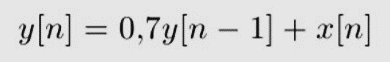 y[n] = 0,7y[n − 1] + x[n]